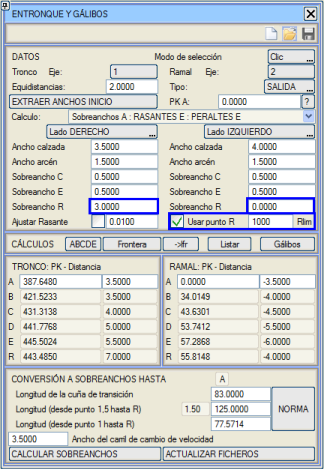 ENTRONQUE Y GÁLIBOS
DATOS Modo de selección Clic ...
Tronco Eje: 1 Ramal Eje: 2
Equidistancias: 2.0000 Tipo: SALIDA ...
EXTRAER ANCHOS INICIO PK A: 0.0000 ?
Calculo: Sobreanchos A : RASANTES E : PERALTES E
Lado DERECHO ... Lado IZQUIERDO ...
Ancho calzada 3.5000 Ancho calzada 4.0000
Ancho arcén 1.5000 Ancho arcén 1.5000
Sobreancho C 0.5000 Sobreancho C 0.5000
Sobreancho E 0.5000 Sobreancho E 0.5000
Sobreancho R 3.0000 Sobreancho R 0.0000
Ajustar Rasante 0.0100 Usar punto R 1000 Rlim
CÁLCULOS ABCDE Frontera ->Ifr Listar Gálibos
TRONCO: PK - Distancia RAMAL: PK - Distancia
A 387.6480 3.5000 A 0.0000 -3.5000
B 421.5233 3.5000 B 34.0149 -4.0000
C 431.3138 4.0000 C 43.6301 -4.5000
D 441.7768 5.0000 D 53.7412 -5.5000
E 445.5024 5.5000 E 57.2868 -6.0000
R 443.4850 7.0000 R 55.8148 -4.0000
CONVERSIÓN A SOBREANCHOS HASTA A
Longitud de la cuña de transición 83.0000
Longitud (desde punto 1,5 hasta R) 1.50 125.0000 NORMA
Longitud (desde punto 1 hasta R) 77.5714
3.5000 Ancho del carril de cambio de velocidad
CALCULAR SOBREANCHOS ACTUALIZAR FICHEROS